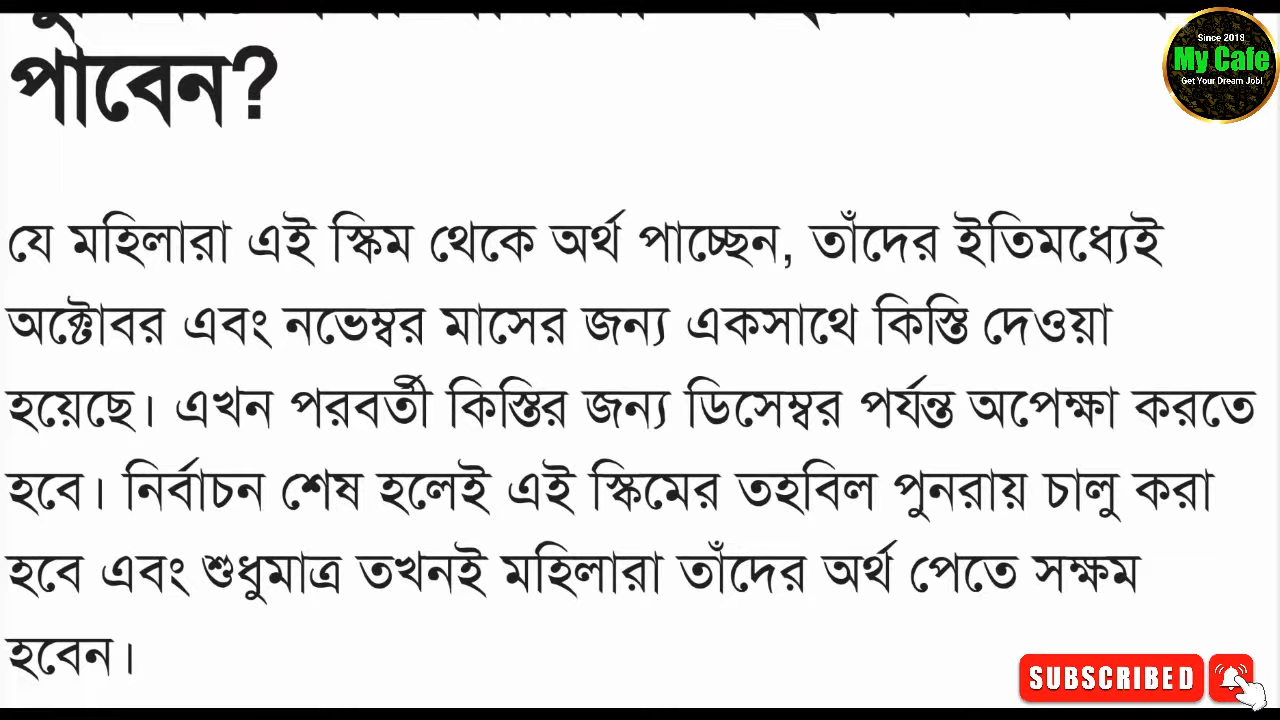 পাবেন?
Since 2018
My Cafe
Get Your Dream Job!
যে মহিলারা এই স্কিম থেকে অর্থ পাচ্ছেন, তাঁদের ইতিমধ্যেই
অক্টোবর এবং নভেম্বর মাসের জন্য একসাথে কিস্তি দেওয়া
হয়েছে। এখন পরবর্তী কিস্তির জন্য ডিসেম্বর পর্যন্ত অপেক্ষা করতে
হবে। নির্বাচন শেষ হলেই এই স্কিমের তহবিল পুনরায় চালু করা
হবে এবং শুধুমাত্র তখনই মহিলারা তাঁদের অর্থ পেতে সক্ষম
হবেন।
SUBSCRIBED